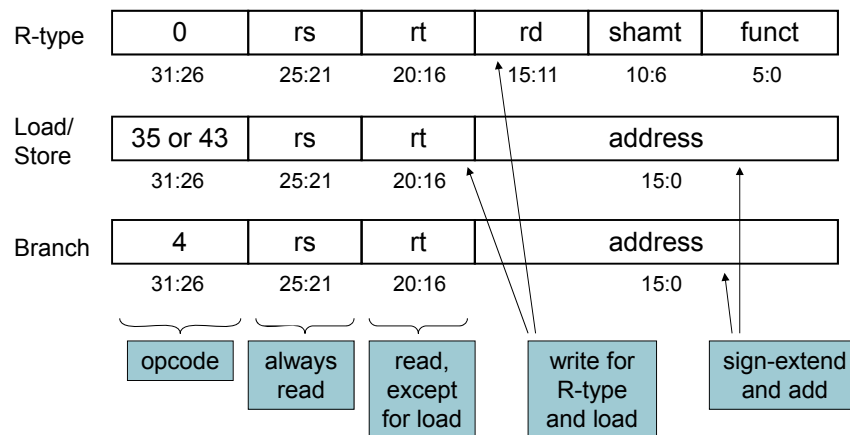 R-type 0 rs rt rd shamt funct
31:26 25:21 20:16 15:11 10:6 5:0
Load/
Store 35 or 43 rs rt address
31:26 25:21 20:16 15:0
Branch 4 rs rt address
31:26 25:21 20:16 15:0
opcode
always
read
read,
except
for load
write for
R-type
and load
sign-extend
and add